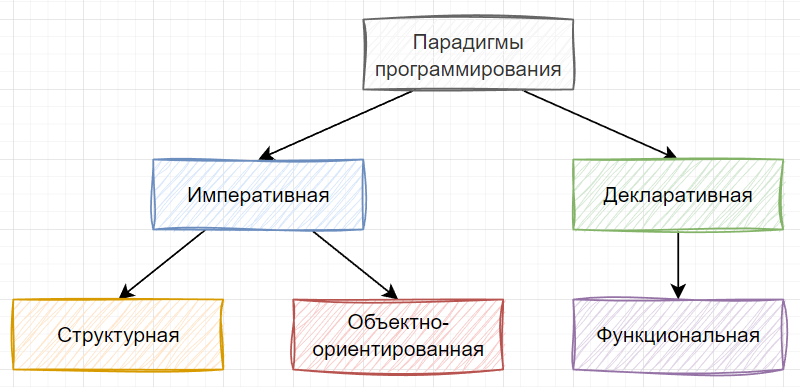 Парадигмы
программирования
Императивная
Декларативная
Структурная
Объектно-
ориентированная
Функциональная